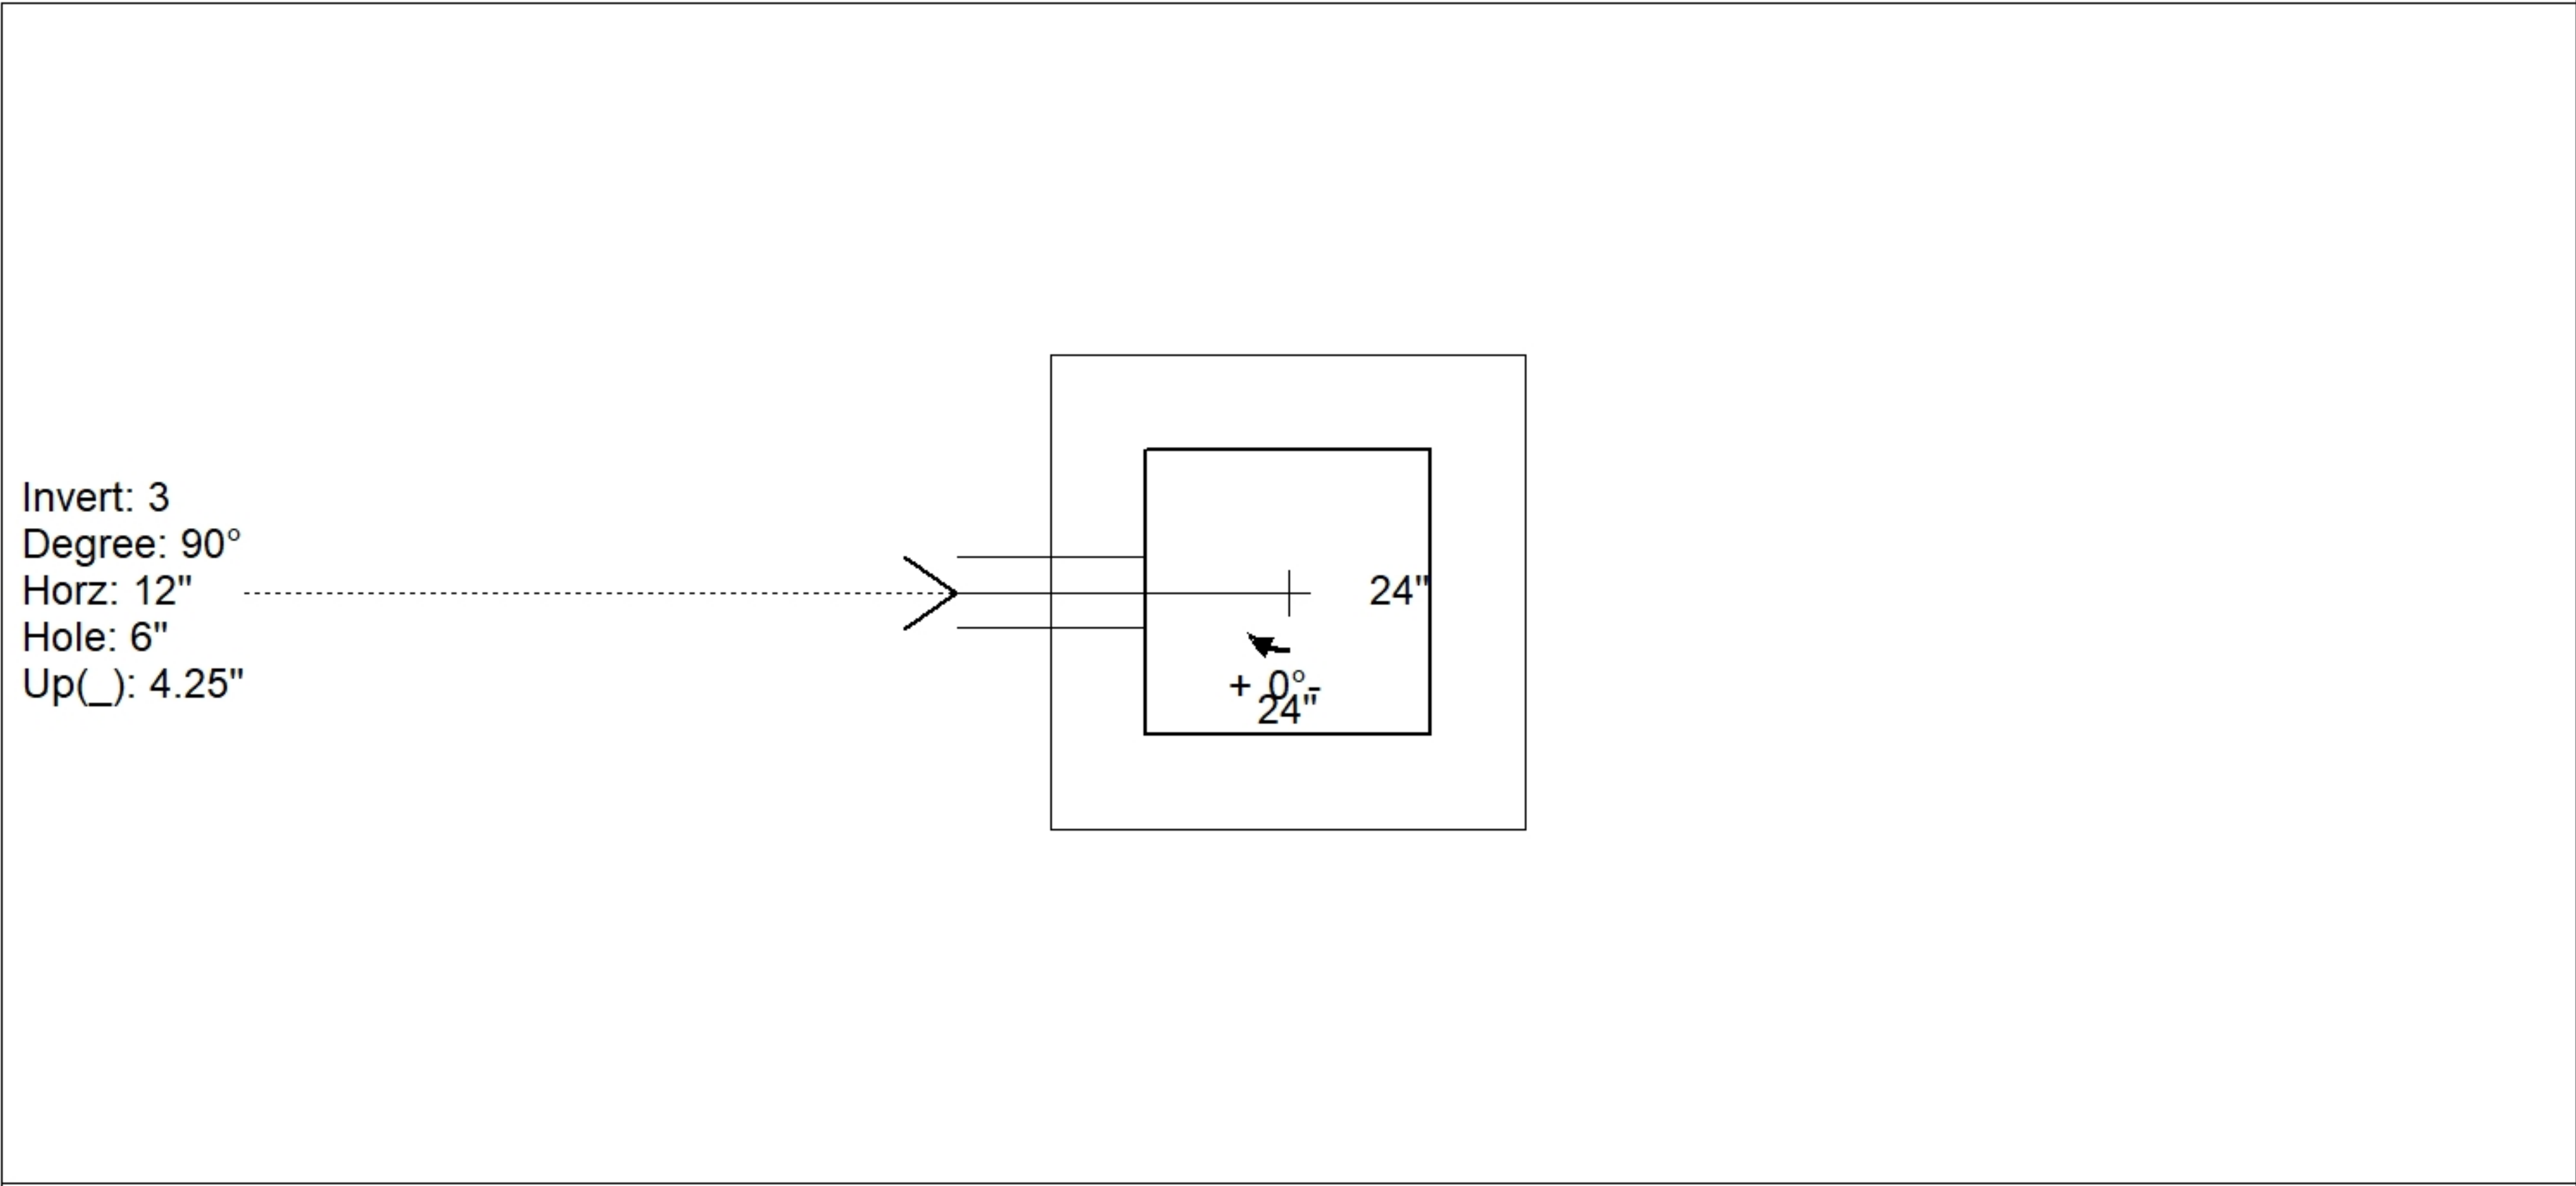 Invert: 3
Degree: 90°
Horz: 12"
Hole: 6"
Up(_): 4.25"
24"
+ 0°-
24"